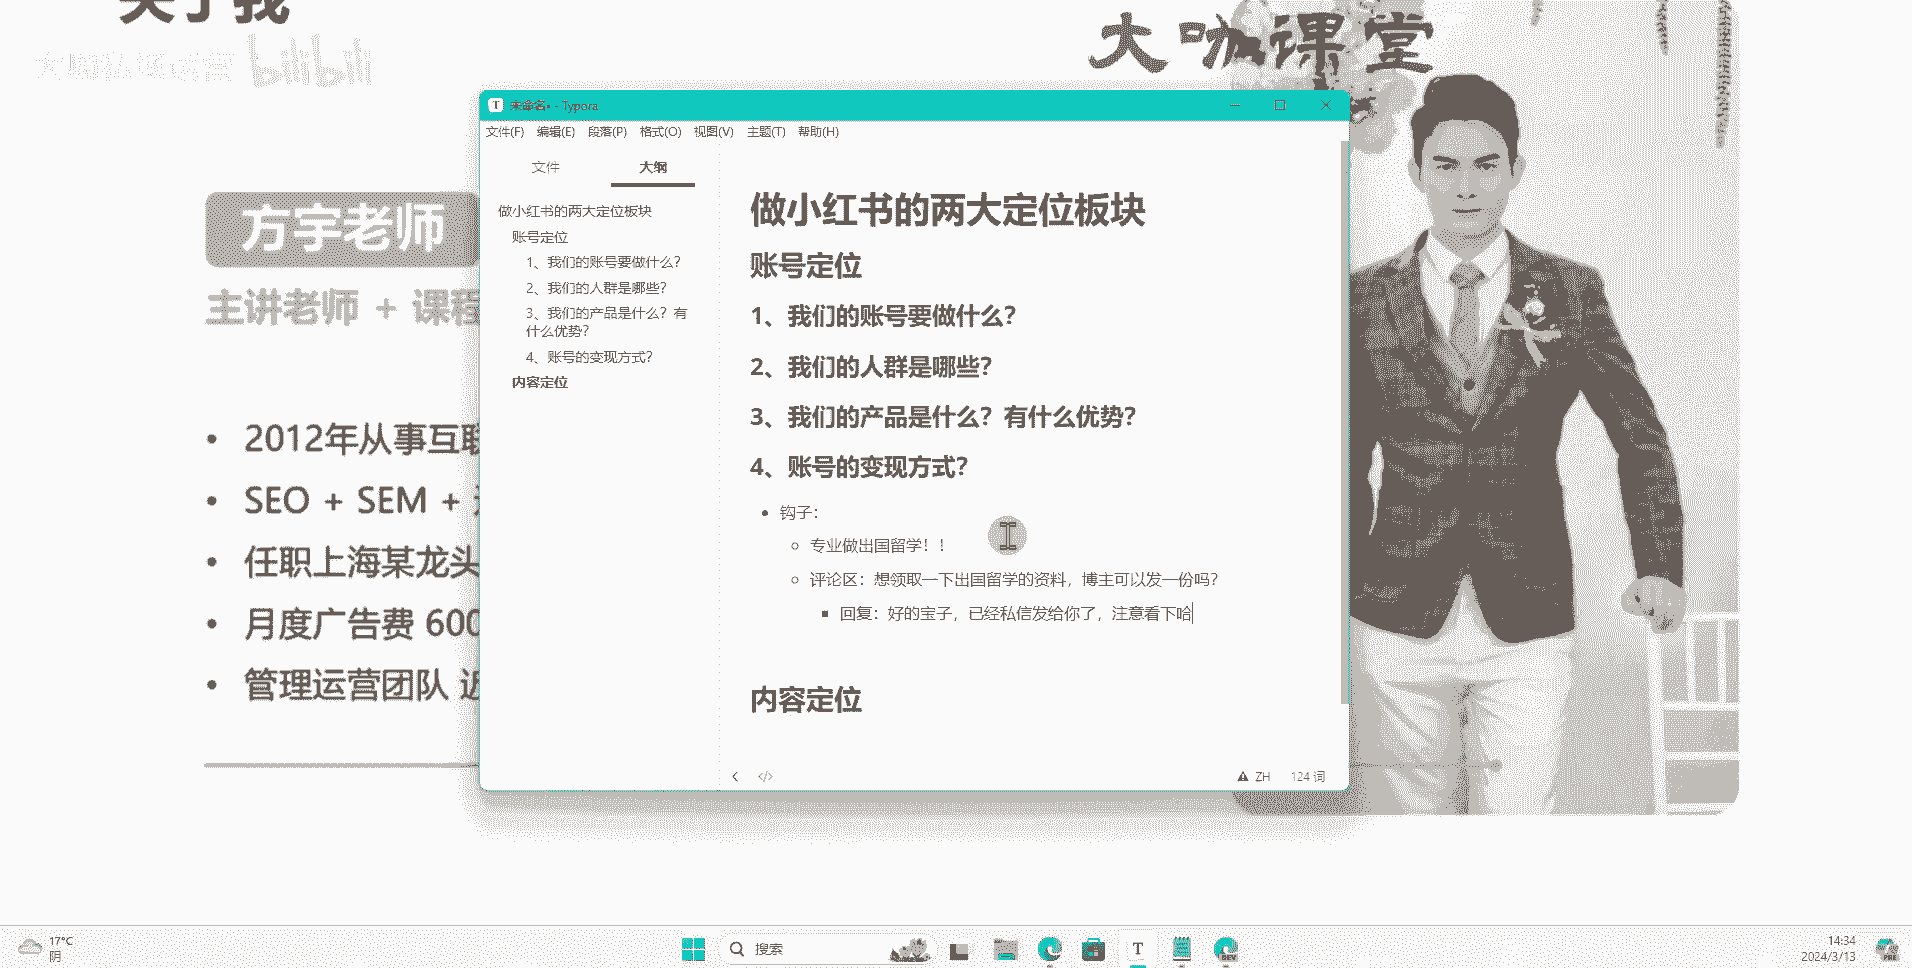 关于我
大咖私域运营 bilibili
大咖课堂
方宇老师
主讲老师 + 课程
2012年从事互联
SEO + SEM +
任职上海某龙头
月度广告费 600
管理运营团队 近
未命名• - Typora
文件(F) 编辑(E) 段落(P) 格式(O) 视图(V) 主题(T) 帮助(H)
文件 大纲
做小红书的两大定位板块
账号定位
1、我们的账号要做什么？
2、我们的人群是哪些？
3、我们的产品是什么？有
什么优势？
4、账号的变现方式？
内容定位
做小红书的两大定位板块
账号定位
1、我们的账号要做什么？
2、我们的人群是哪些？
3、我们的产品是什么？有什么优势？
4、账号的变现方式？
钩子：
专业做出国留学！！
评论区：想领取一下出国留学的资料，博主可以发一份吗？
回复：好的宝子，已经私信发给你了，注意看下哈
内容定位
</> ZH 124 词
17°C
阴
搜索
T
DEV
14:34
2024/3/13
PRE